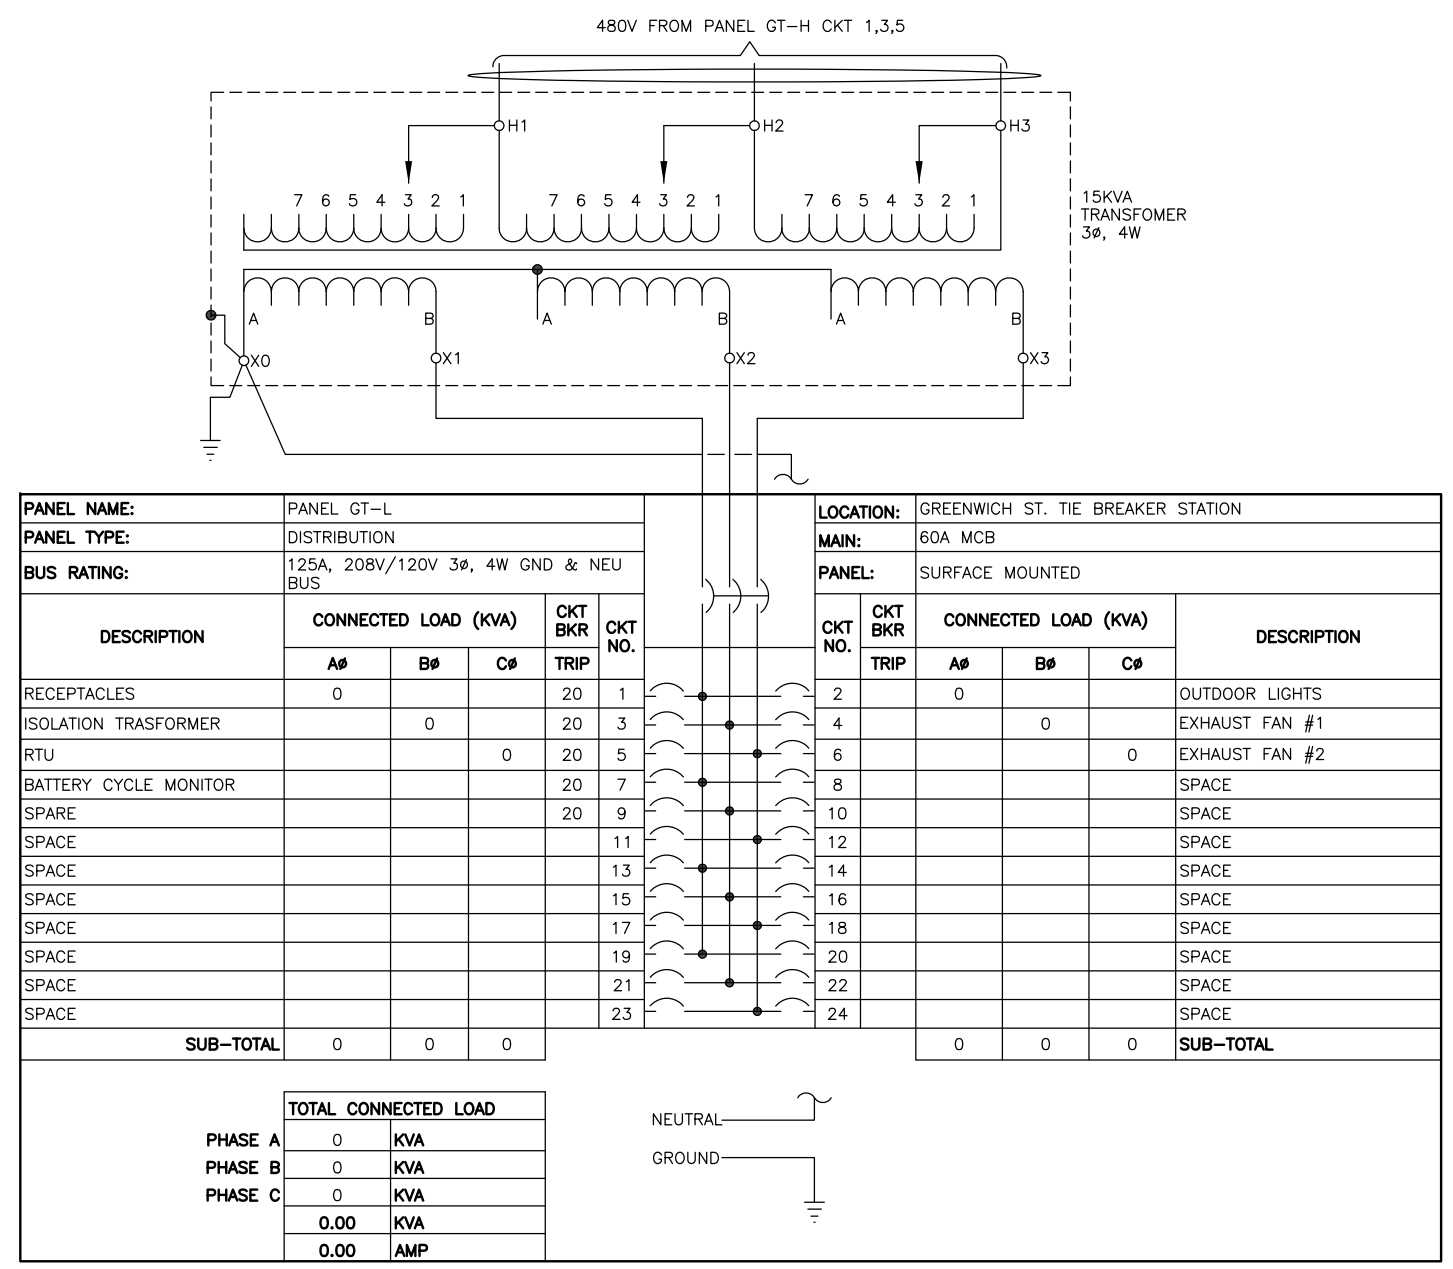 480V FROM PANEL GT-H CKT 1,3,5
H1 H2 H3
7 6 5 4 3 2 1 7 6 5 4 3 2 1 7 6 5 4 3 2 1
15KVA
TRANSFOMER
3ø, 4W
A B A B A B
X0 X1 X2 X3
PANEL NAME: PANEL GT-L LOCATION: GREENWICH ST. TIE BREAKER STATION
PANEL TYPE: DISTRIBUTION MAIN: 60A MCB
BUS RATING: 125A, 208V/120V 3ø, 4W GND & NEU
BUS
PANEL: SURFACE MOUNTED
DESCRIPTION CONNECTED LOAD (KVA) CKT
BKR CKT
NO. CKT
NO. CKT
BKR CONNECTED LOAD (KVA) DESCRIPTION
Aø Bø Cø TRIP TRIP Aø Bø Cø
RECEPTACLES 0 20 1 2 0 OUTDOOR LIGHTS
ISOLATION TRASFORMER 0 20 3 4 0 EXHAUST FAN #1
RTU 0 20 5 6 0 EXHAUST FAN #2
BATTERY CYCLE MONITOR 20 7 8 SPACE
SPARE 20 9 10 SPACE
SPACE 11 12 SPACE
SPACE 13 14 SPACE
SPACE 15 16 SPACE
SPACE 17 18 SPACE
SPACE 19 20 SPACE
SPACE 21 22 SPACE
SPACE 23 24 SPACE
SUB-TOTAL 0 0 0 0 0 0 SUB-TOTAL
TOTAL CONNECTED LOAD
PHASE A 0 KVA
PHASE B 0 KVA
PHASE C 0 KVA
0.00 KVA
0.00 AMP
NEUTRAL
GROUND